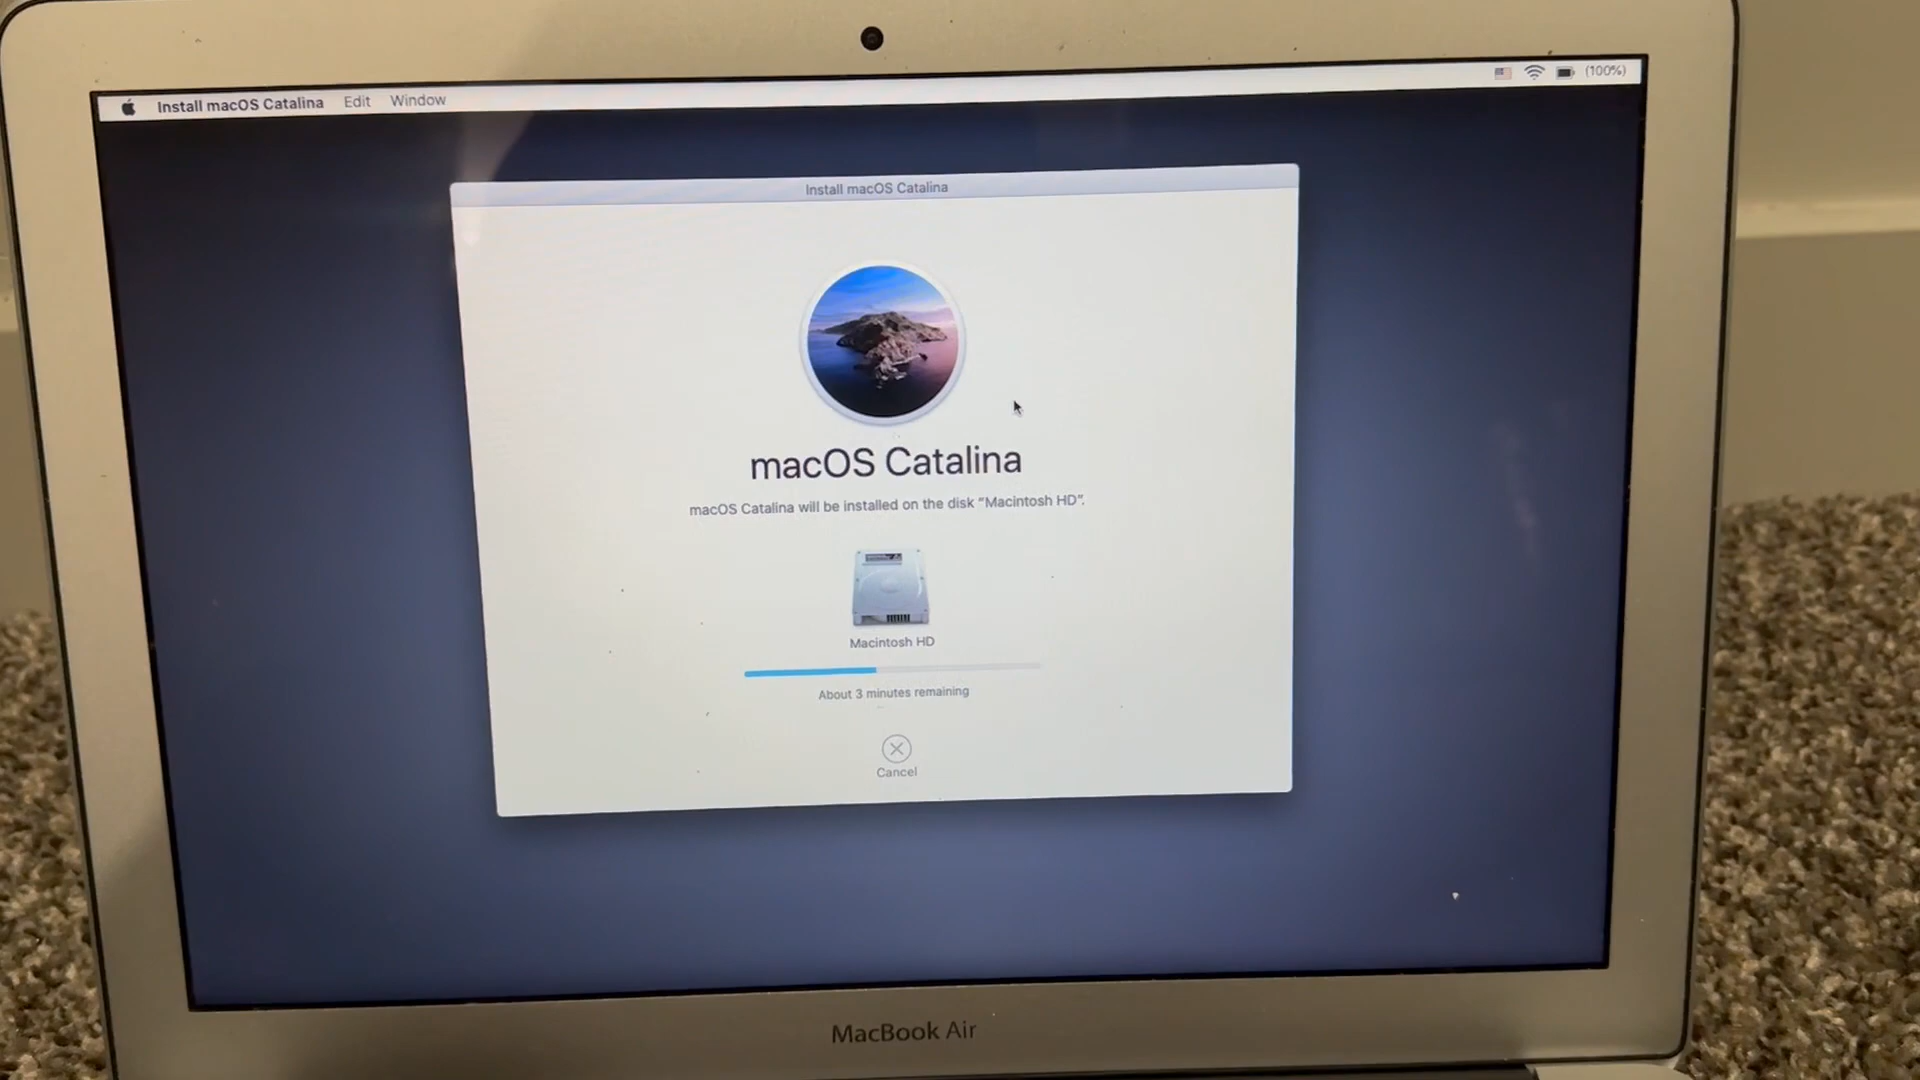 Install macOS Catalina Edit Window (100%)
Install macOS Catalina
macOS Catalina
macOS Catalina will be installed on the disk “Macintosh HD”.
Macintosh HD
About 3 minutes remaining
Cancel
MacBook Air